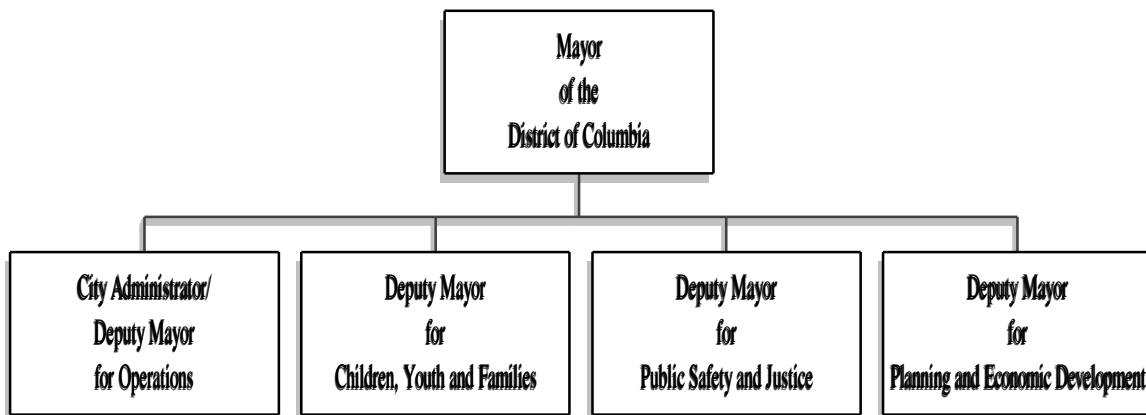 Mayor
of the
District of Columbia
City Administrator/
Deputy Mayor
for Operations
Deputy Mayor
for
Children, Youth and Families
Deputy Mayor
for
Public Safety and Justice
Deputy Mayor
for
Planning and Economic Development